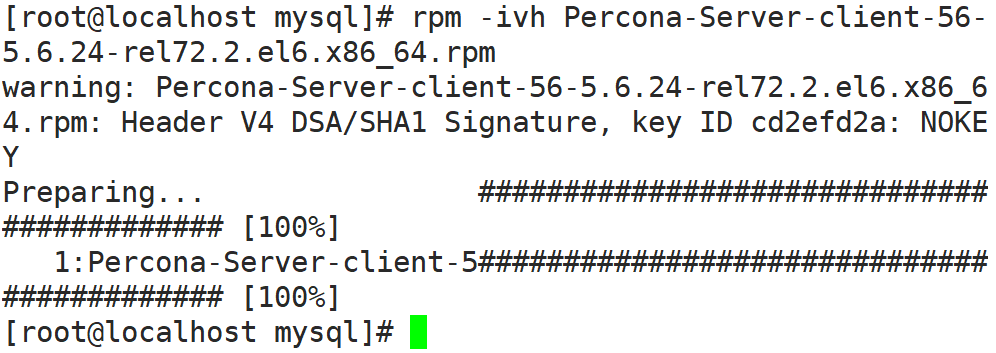 [root@localhost mysql]# rpm -ivh Percona-Server-client-56-
5.6.24-rel72.2.el6.x86_64.rpm
warning: Percona-Server-client-56-5.6.24-rel72.2.el6.x86_6
4.rpm: Header V4 DSA/SHA1 Signature, key ID cd2efd2a: NOKE
Y
Preparing...                ##############################
############# [100%]
   1:Percona-Server-client-5##############################
############# [100%]
[root@localhost mysql]#